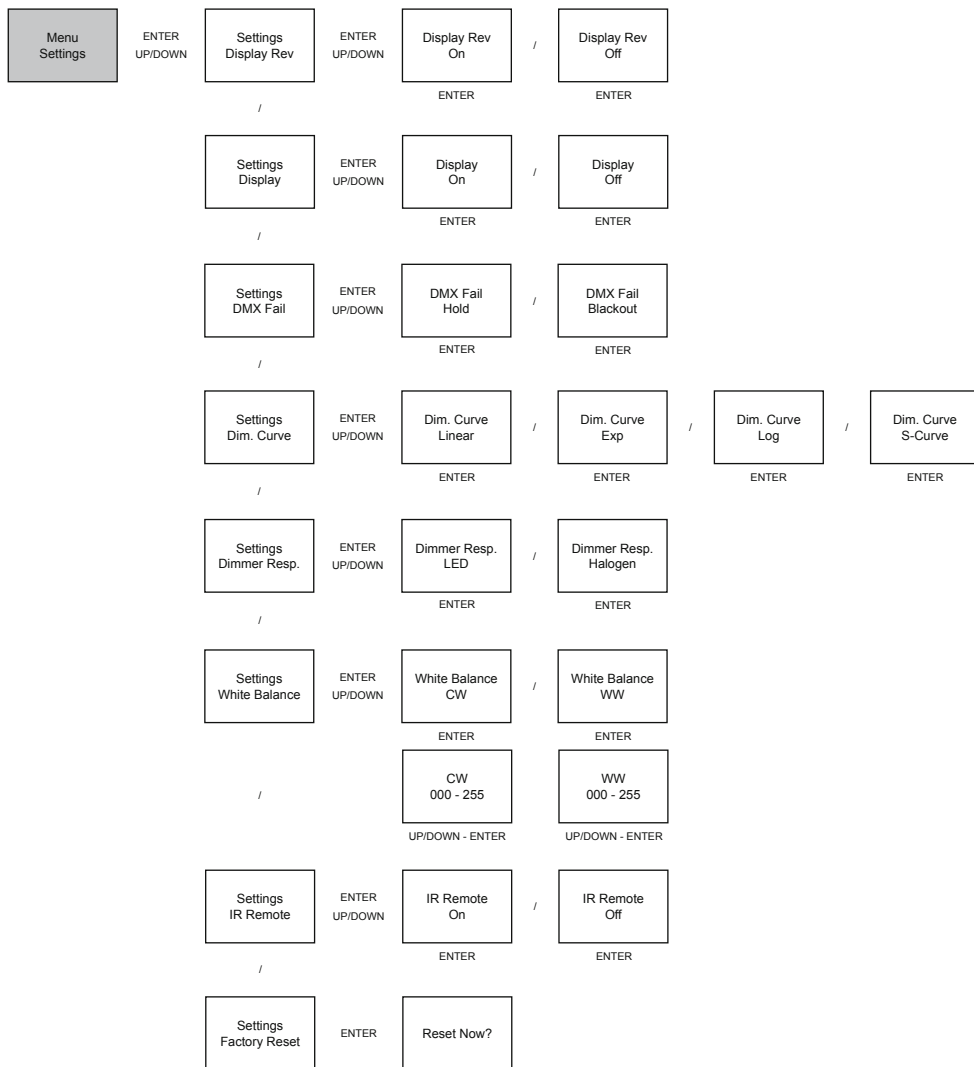 Menu
Settings
ENTER
UP/DOWN
Settings
Display Rev
ENTER
UP/DOWN
Display Rev
On
/
Display Rev
Off
ENTER
ENTER
/
Settings
Display
ENTER
UP/DOWN
Display
On
/
Display
Off
ENTER
ENTER
/
Settings
DMX Fail
ENTER
UP/DOWN
DMX Fail
Hold
/
DMX Fail
Blackout
ENTER
ENTER
/
Settings
Dim. Curve
ENTER
UP/DOWN
Dim. Curve
Linear
/
Dim. Curve
Exp
/
Dim. Curve
Log
/
Dim. Curve
S-Curve
ENTER
ENTER
ENTER
ENTER
/
Settings
Dimmer Resp.
ENTER
UP/DOWN
Dimmer Resp.
LED
/
Dimmer Resp.
Halogen
ENTER
ENTER
/
Settings
White Balance
ENTER
UP/DOWN
White Balance
CW
/
White Balance
WW
ENTER
ENTER
/
CW
000 - 255
WW
000 - 255
UP/DOWN - ENTER
UP/DOWN - ENTER
Settings
IR Remote
ENTER
UP/DOWN
IR Remote
On
/
IR Remote
Off
ENTER
ENTER
/
Settings
Factory Reset
ENTER
Reset Now?